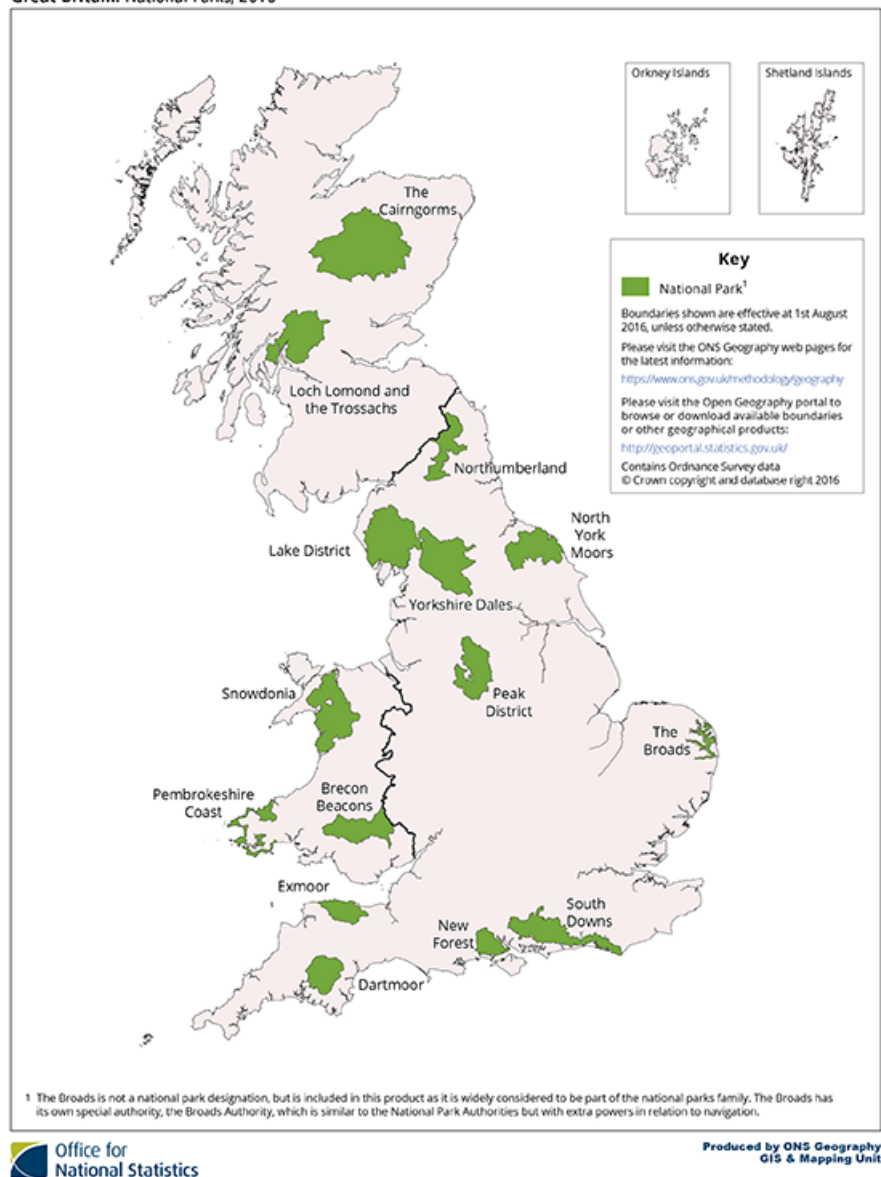 Great Britain: National Parks, 2016
Orkney Islands
Shetland Islands
The
Cairngorms
Key
National Park¹
Boundaries shown are effective at 1st August
2016, unless otherwise stated.
Please visit the ONS Geography web pages for
the latest information:
https://www.ons.gov.uk/methodology/geography
Please visit the Open Geography portal to
browse or download available boundaries
or other geographical products:
http://geoportal.statistics.gov.uk/
Contains Ordnance Survey data
© Crown copyright and database right 2016
Loch Lomond and
the Trossachs
Northumberland
North
York
Moors
Lake District
Yorkshire Dales
Snowdonia
Peak
District
The
Broads
Pembrokeshire
Coast
Brecon
Beacons
Exmoor
South
Downs
New
Forest
Dartmoor
1 The Broads is not a national park designation, but is included in this product as it is widely considered to be part of the national parks family. The Broads has
its own special authority, the Broads Authority, which is similar to the National Park Authorities but with extra powers in relation to navigation.
Office for
National Statistics
Produced by ONS Geography
GIS & Mapping Unit